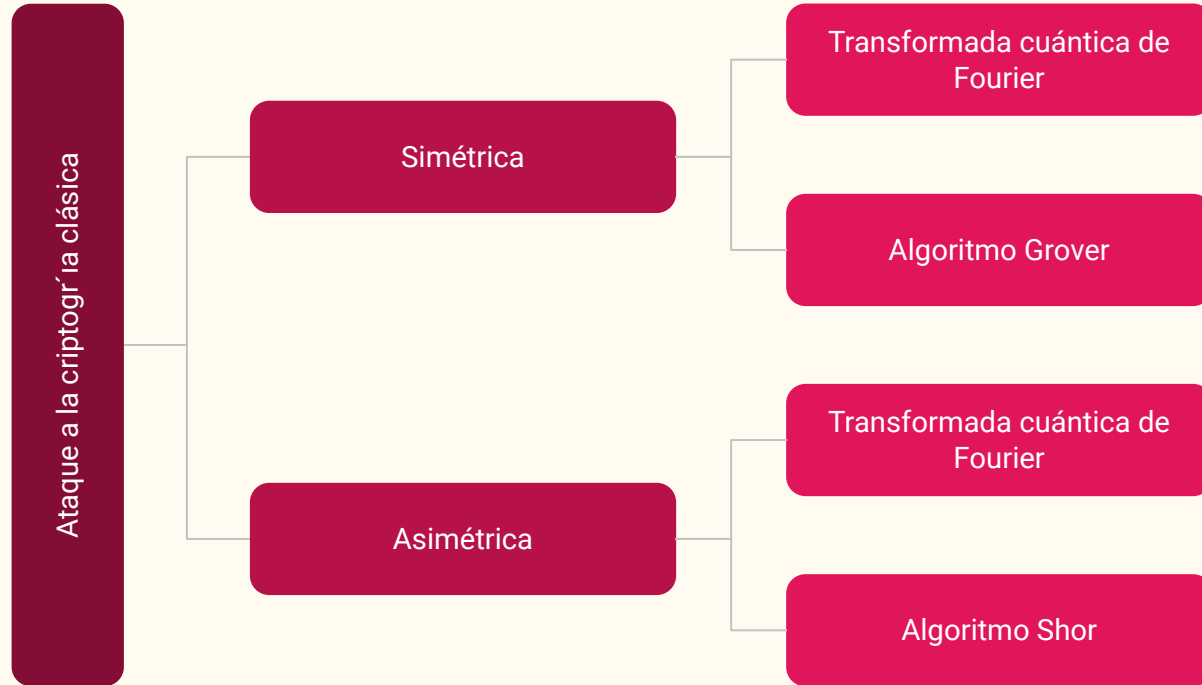 Ataque a la criptogr´ıa clásica
Simétrica
Transformada cuántica de
Fourier
Algoritmo Grover
Asimétrica
Transformada cuántica de
Fourier
Algoritmo Shor